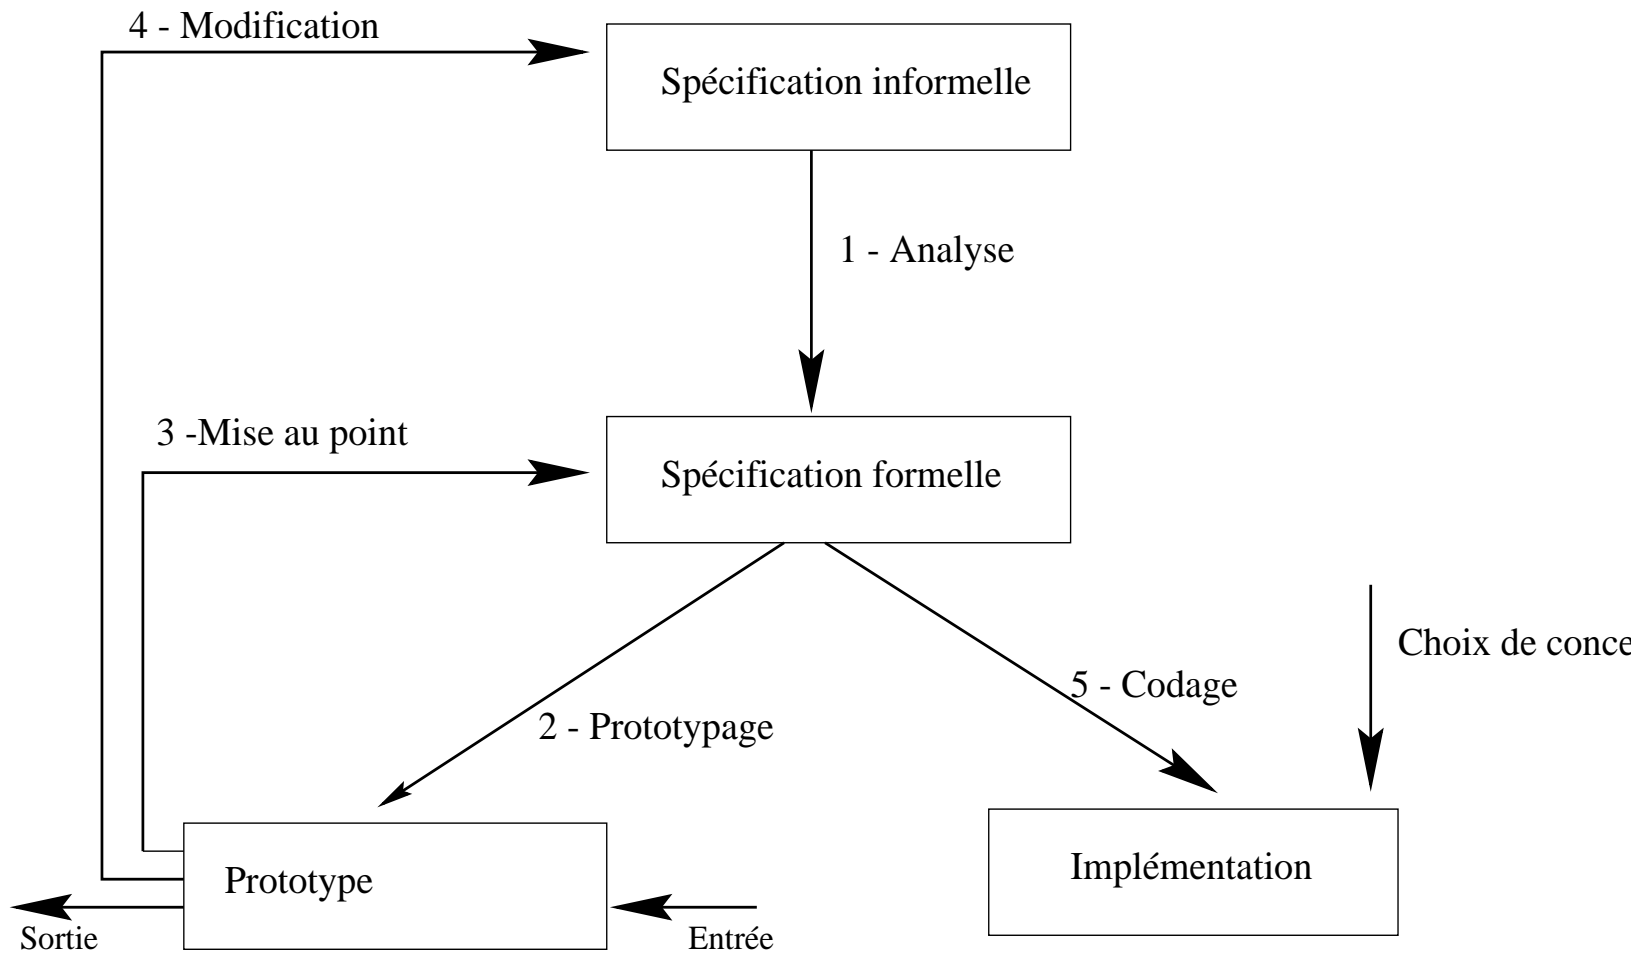 4 - Modification
Spécification informelle
1 - Analyse
3 -Mise au point
Spécification formelle
Choix de conce
5 - Codage
2 - Prototypage
Prototype
Implémentation
Sortie
Entrée